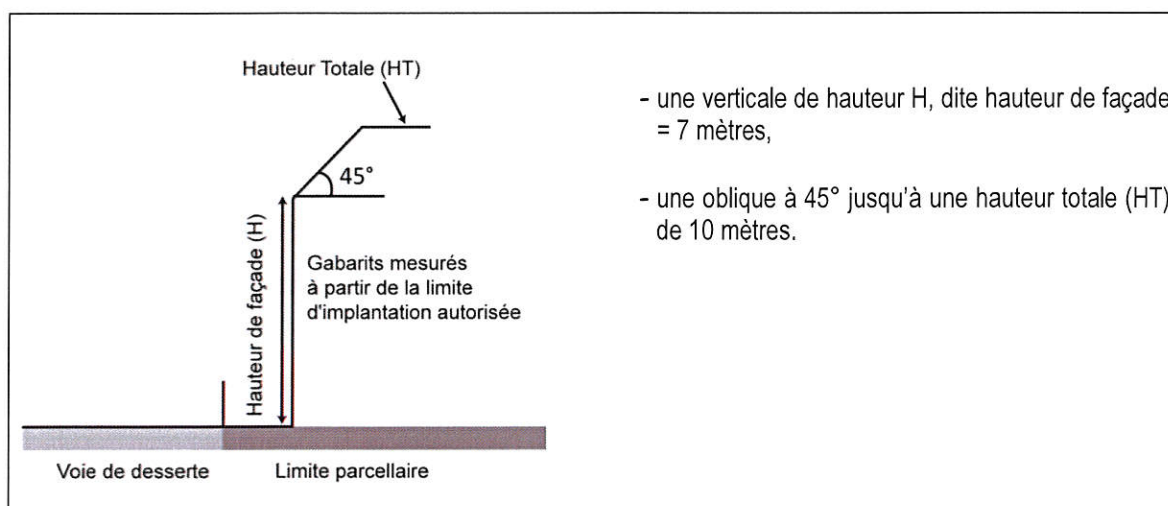 Hauteur Totale (HT)
45°
Hauteur de façade (H)
Gabarits mesurés
à partir de la limite
d'implantation autorisée
Voie de desserte
Limite parcellaire
- une verticale de hauteur H, dite hauteur de façade
= 7 mètres,
- une oblique à 45° jusqu'à une hauteur totale (HT)
de 10 mètres.